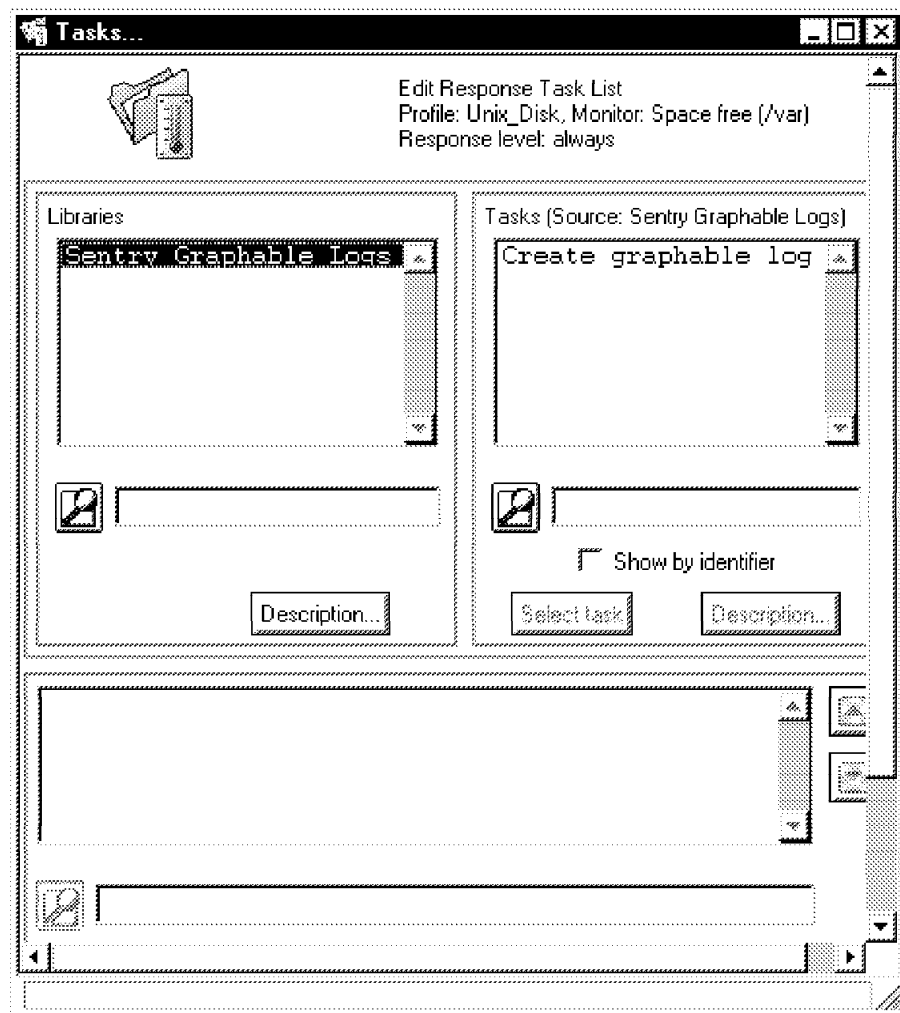 Tasks...
Edit Response Task List
Profile: Unix_Disk, Monitor: Space free (/var)
Response level: always
Libraries
Sentry Graphable Logs
Tasks (Source: Sentry Graphable Logs)
Create graphable log
Show by identifier
Description...
Select task
Description...